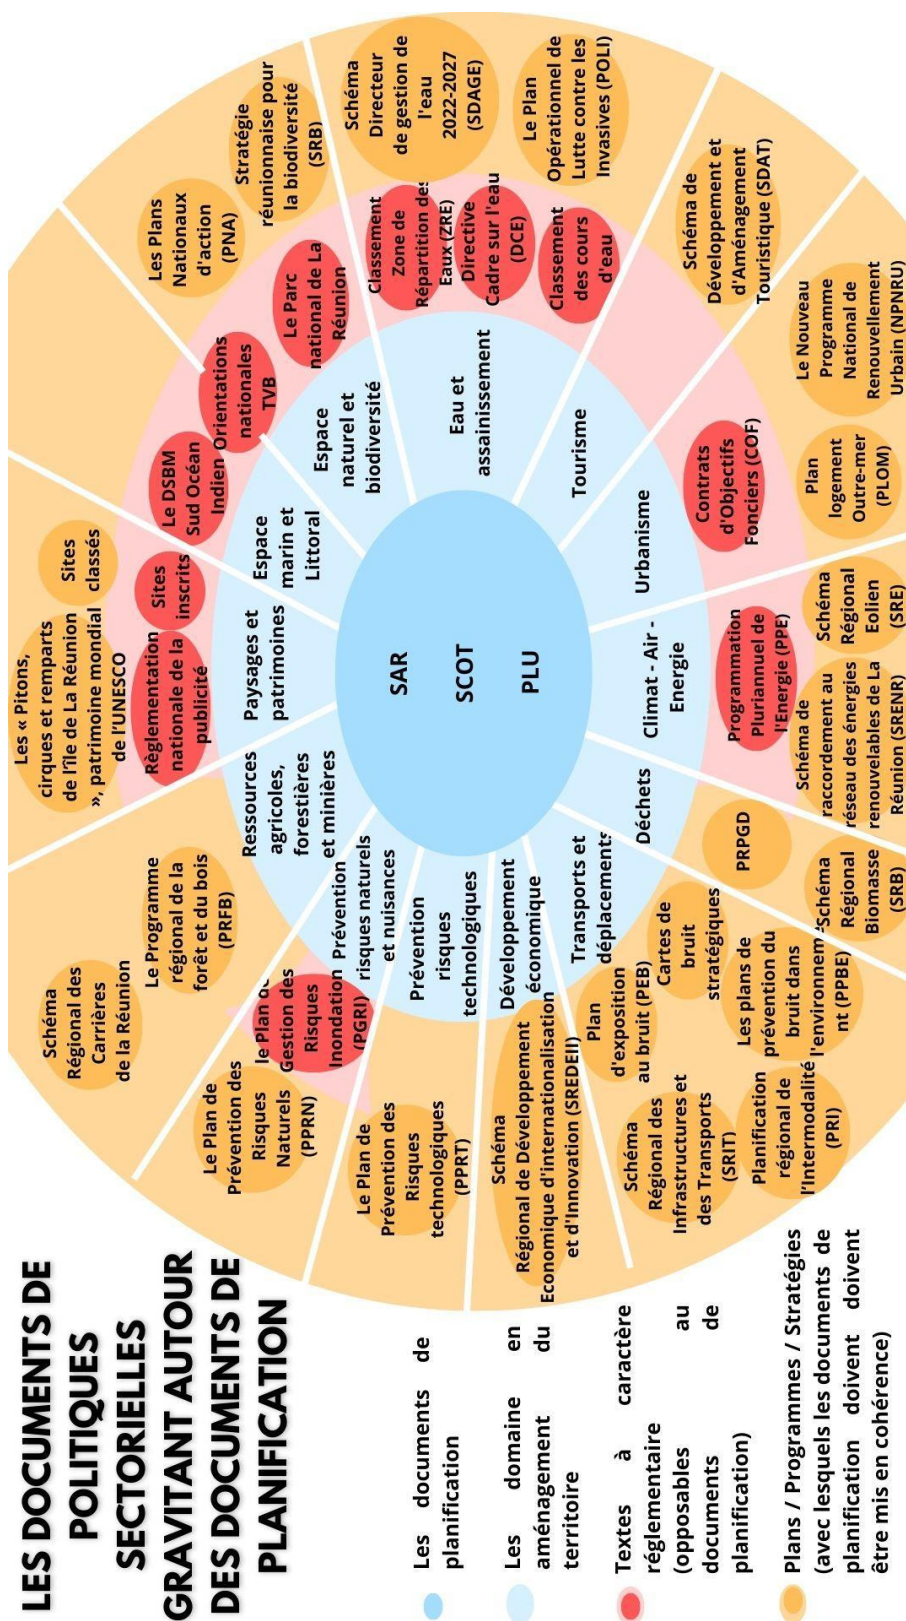 LES DOCUMENTS DE
POLITIQUES
SECTORIELLES
GRAVITANT AUTOUR
DES DOCUMENTS DE
PLANIFICATION
Les documents de
planification
Les domaine en
aménagement du
territoire
Textes à caractère
réglementaire
(opposables au
documents de
planification)
Plans / Programmes / Stratégies
(avec lesquels les documents de
planification doivent doivent
être mis en cohérence)
SAR
SCOT
PLU
Paysages et
patrimoines
Espace
marin et
Littoral
Espace
naturel et
biodiversité
Eau et
assainissement
Tourisme
Urbanisme
Climat - Air -
Energie
Déchets
Transports et
déplacements
Développement
économique
Prévention
risques
technologiques
Prévention
risques naturels
et nuisances
Ressources
agricoles,
forestières
et minières
Règlementation
nationale de la
publicité
Sites
inscrits
Le DSBM
Sud Océan
Indien
Orientations
nationales
TVB
Le Parc
national de La
Réunion
Classement
Zone de
Répartition des
Eaux (ZRE)
Directive
Cadre sur l'eau
(DCE)
Classement
des cours
d'eau
Contrats
d'Objectifs
Fonciers (COF)
Programmation
Pluriannuel de
l'Energie (PPE)
le Plan de
Gestion des
Risques
Inondation
(PGRI)
Les « Pitons,
cirques et remparts
de l'île de La Réunion
», patrimoine mondial
de l'UNESCO
Sites
classés
Les Plans
Nationaux
d'action
(PNA)
Stratégie
réunionnaise pour
la biodiversité
(SRB)
Schéma
Directeur
de gestion de
l'eau
2022-2027
(SDAGE)
Le Plan
Opérationnel de
Lutte contre les
Invasives (POLI)
Schéma de
Développement et
d'Aménagement
Touristique (SDAT)
Le Nouveau
Programme
National de
Renouvellement
Urbain (NPNRU)
Plan
logement
Outre-mer
(PLOM)
Schéma
Régional
Eolien
(SRE)
Schéma de
raccordement au
réseau des énergies
renouvelables de La
Réunion (SRENR)
Schéma
Régional
Biomasse
(SRB)
PRPGD
Cartes de
bruit
stratégiques
Les plans de
prévention du
bruit dans
l'environneme
nt (PPBE)
Plan
d'exposition
au bruit (PEB)
Planification
régional de
l'Intermodalité
(PRI)
Schéma
Régional des
Infrastructures et
des Transports
(SRIT)
Schéma
Régional de Développement
Economique d'internationalisation
et d'Innovation (SREDEII)
Le Plan de
Prévention des
Risques
technologiques
(PPRT)
Le Plan de
Prévention des
Risques
Naturels
(PPRN)
Schéma
Régional des
Carrières
de la Réunion
Le Programme
régional de la
forêt et du bois
(PRFB)